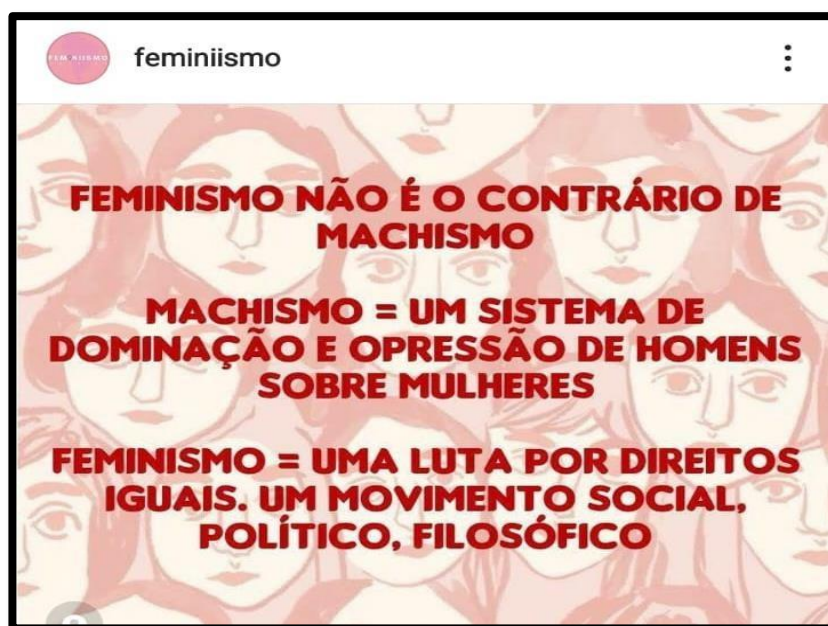 FEMINIISMO
feminiismo
FEMINISMO NÃO É O CONTRÁRIO DE
MACHISMO
MACHISMO = UM SISTEMA DE
DOMINAÇÃO E OPRESSÃO DE HOMENS
SOBRE MULHERES
FEMINISMO = UMA LUTA POR DIREITOS
IGUAIS. UM MOVIMENTO SOCIAL,
POLÍTICO, FILOSÓFICO